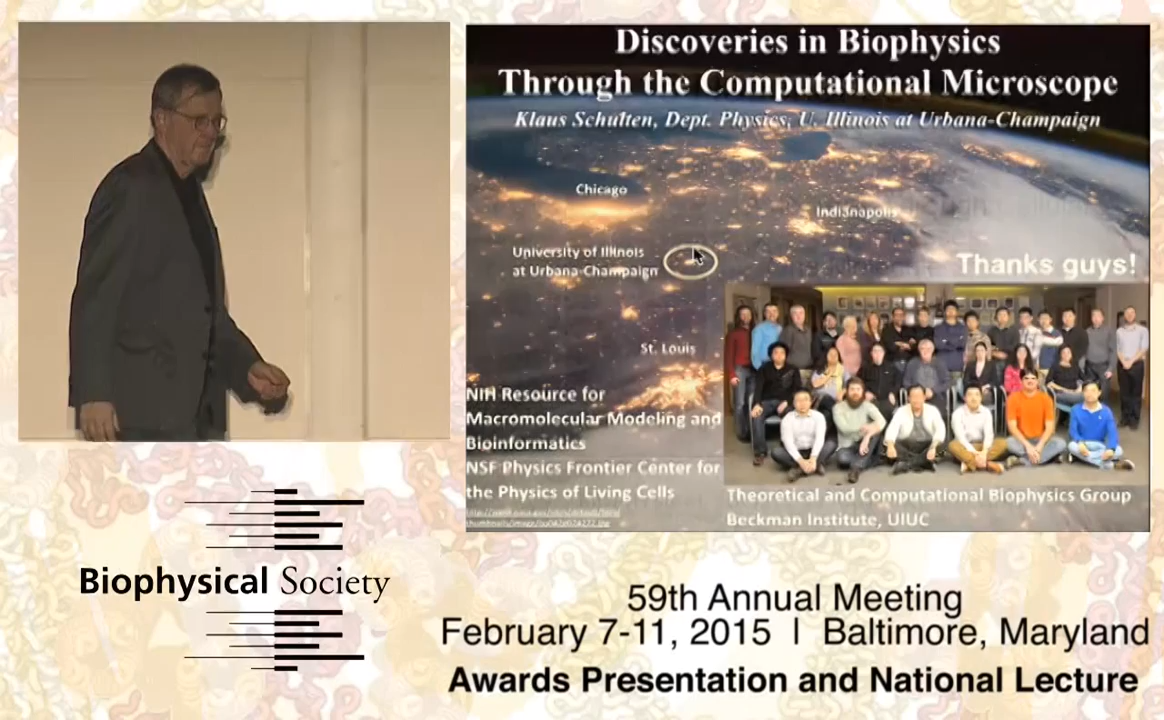 Discoveries in Biophysics
Through the Computational Microscope
Klaus Schulten, Dept. Physics, U. Illinois at Urbana-Champaign
Chicago
Indianapolis
University of Illinois
at Urbana-Champaign
Thanks guys!
St. Louis
NIH Resource for
Macromolecular Modeling and
Bioinformatics
NSF Physics Frontier Center for
the Physics of Living Cells
Theoretical and Computational Biophysics Group
Beckman Institute, UIUC
Biophysical Society
59th Annual Meeting
February 7-11, 2015 | Baltimore, Maryland
Awards Presentation and National Lecture